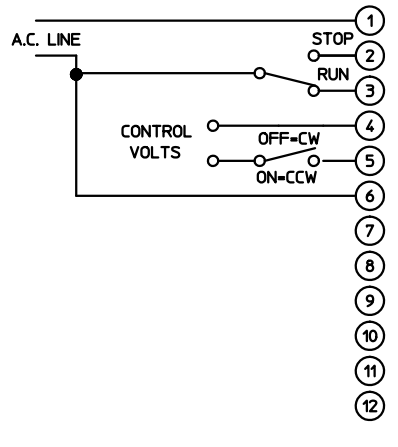 1
A.C. LINE
STOP
2
RUN
3
4
CONTROL
VOLTS
OFF=CW
5
ON=CCW
6
7
8
9
10
11
12